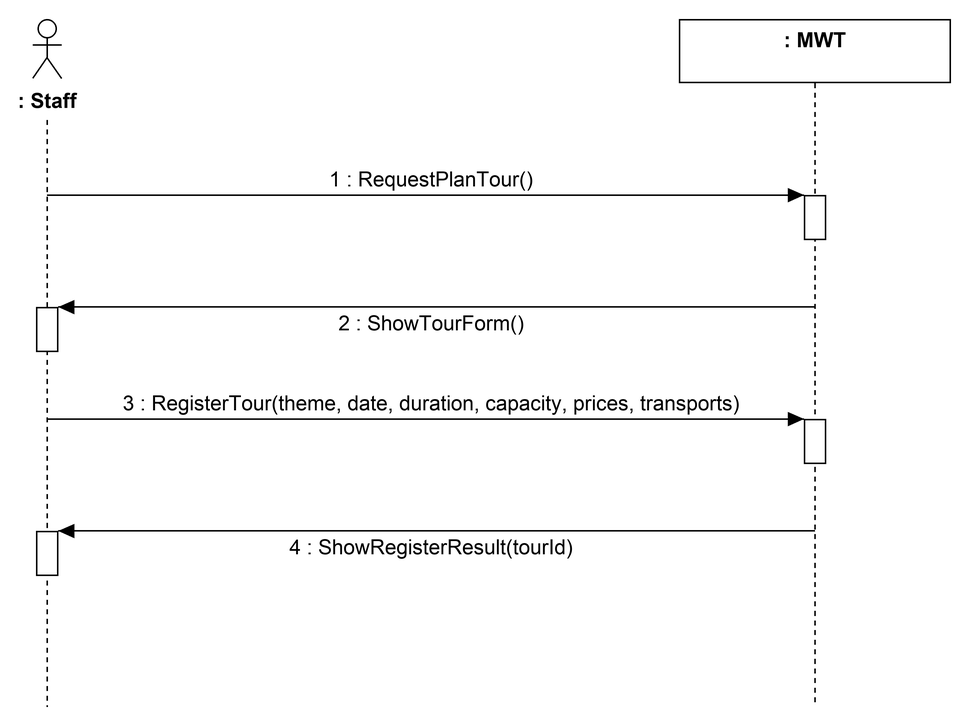 : Staff
: MWT
1 : RequestPlanTour()
2 : ShowTourForm()
3 : RegisterTour(theme, date, duration, capacity, prices, transports)
4 : ShowRegisterResult(tourId)